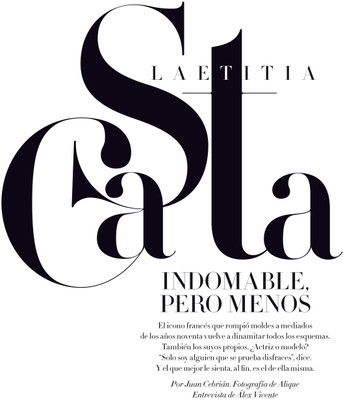 LAETITIA
Casta
INDOMABLE,
PERO MENOS
El icono francés que rompió moldes a mediados
de los años noventa vuelve a dinamitar todos los esquemas.
También los suyos propios. ¿Actriz o modelo?
“Solo soy alguien que se prueba disfraces”, dice.
Y el que mejor le sienta, al fin, es el de ella misma.
Por Juan Cebrián. Fotografía de Alique
Entrevista de Álex Vicente